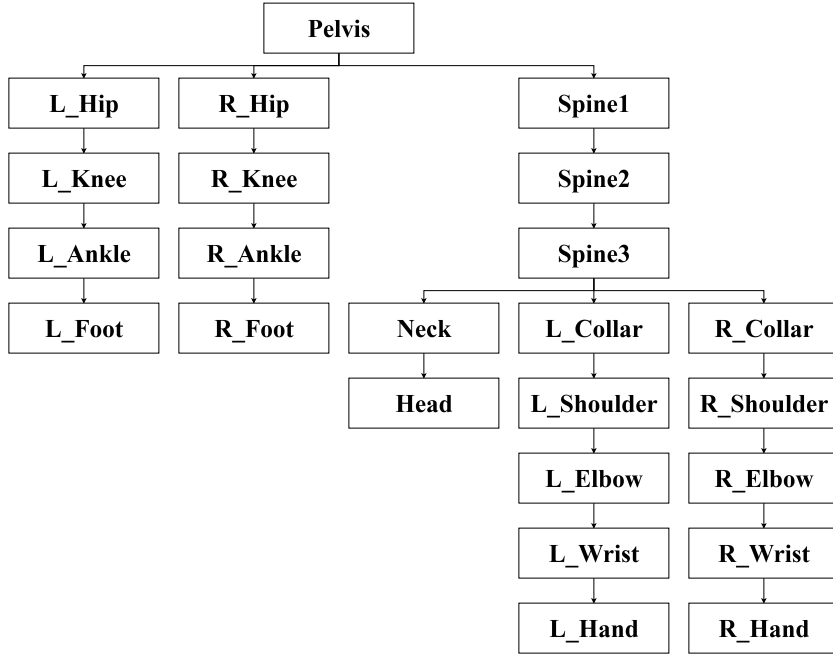 Pelvis
L_Hip
R_Hip
Spine1
L_Knee
R_Knee
Spine2
L_Ankle
R_Ankle
Spine3
L_Foot
R_Foot
Neck
L_Collar
R_Collar
Head
L_Shoulder
R_Shoulder
L_Elbow
R_Elbow
L_Wrist
R_Wrist
L_Hand
R_Hand